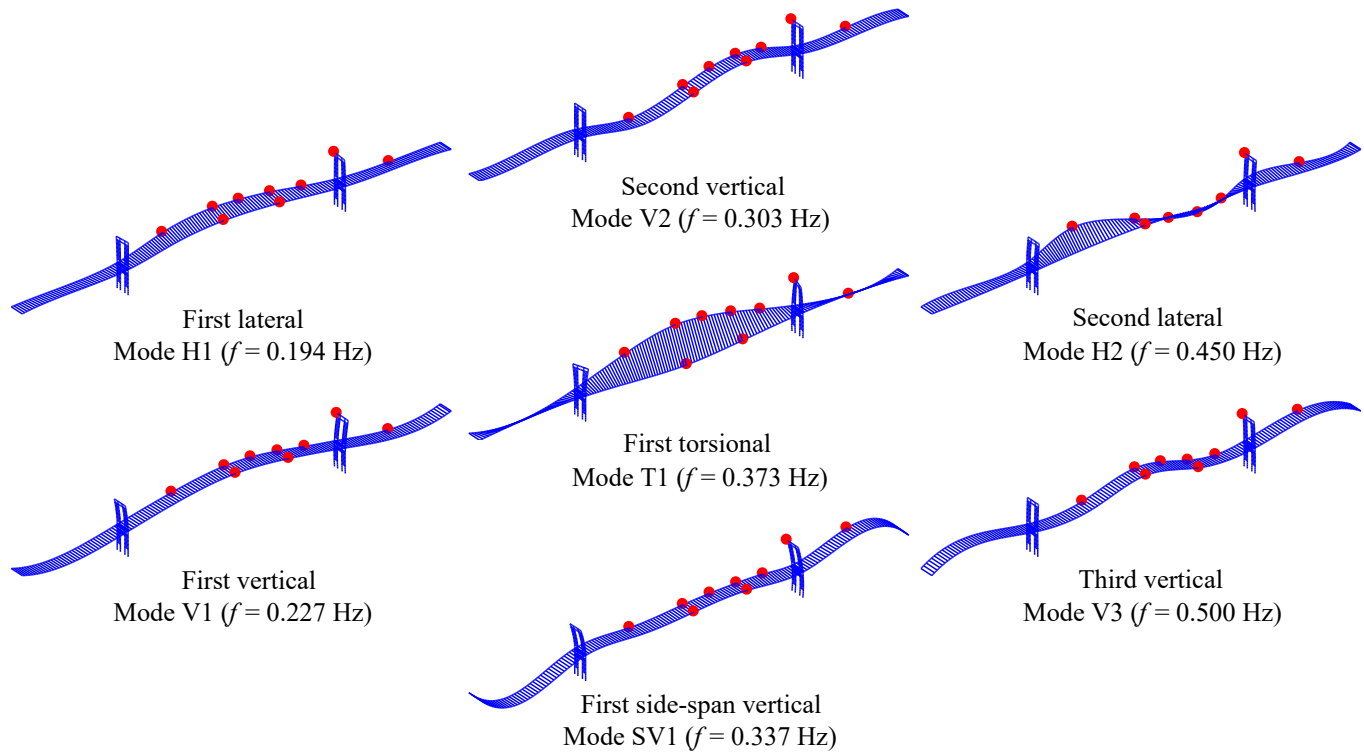 Second vertical
Mode V2 (f = 0.303 Hz)
First lateral
Mode H1 (f = 0.194 Hz)
Second lateral
Mode H2 (f = 0.450 Hz)
First torsional
Mode T1 (f = 0.373 Hz)
First vertical
Mode V1 (f = 0.227 Hz)
Third vertical
Mode V3 (f = 0.500 Hz)
First side-span vertical
Mode SV1 (f = 0.337 Hz)